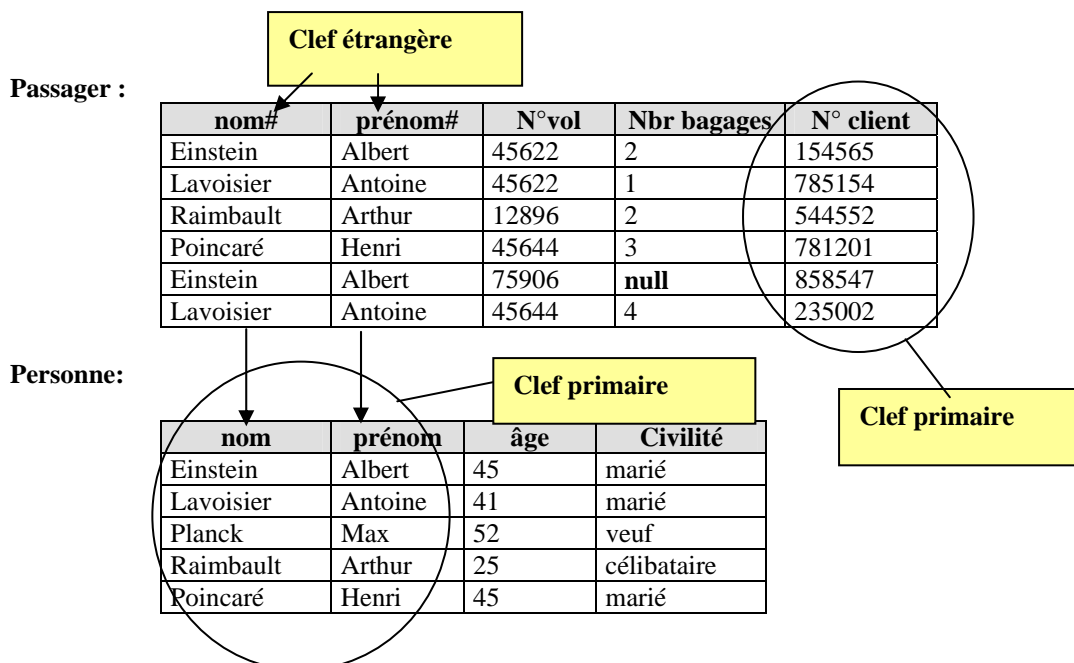 Clef étrangère
Passager :
nom# prénom# N°vol Nbr bagages N° client
Einstein Albert 45622 2 154565
Lavoisier Antoine 45622 1 785154
Raimbault Arthur 12896 2 544552
Poincaré Henri 45644 3 781201
Einstein Albert 75906 null 858547
Lavoisier Antoine 45644 4 235002
Personne:
Clef primaire
Clef primaire
nom prénom âge Civilité
Einstein Albert 45 marié
Lavoisier Antoine 41 marié
Planck Max 52 veuf
Raimbault Arthur 25 célibataire
Poincaré Henri 45 marié